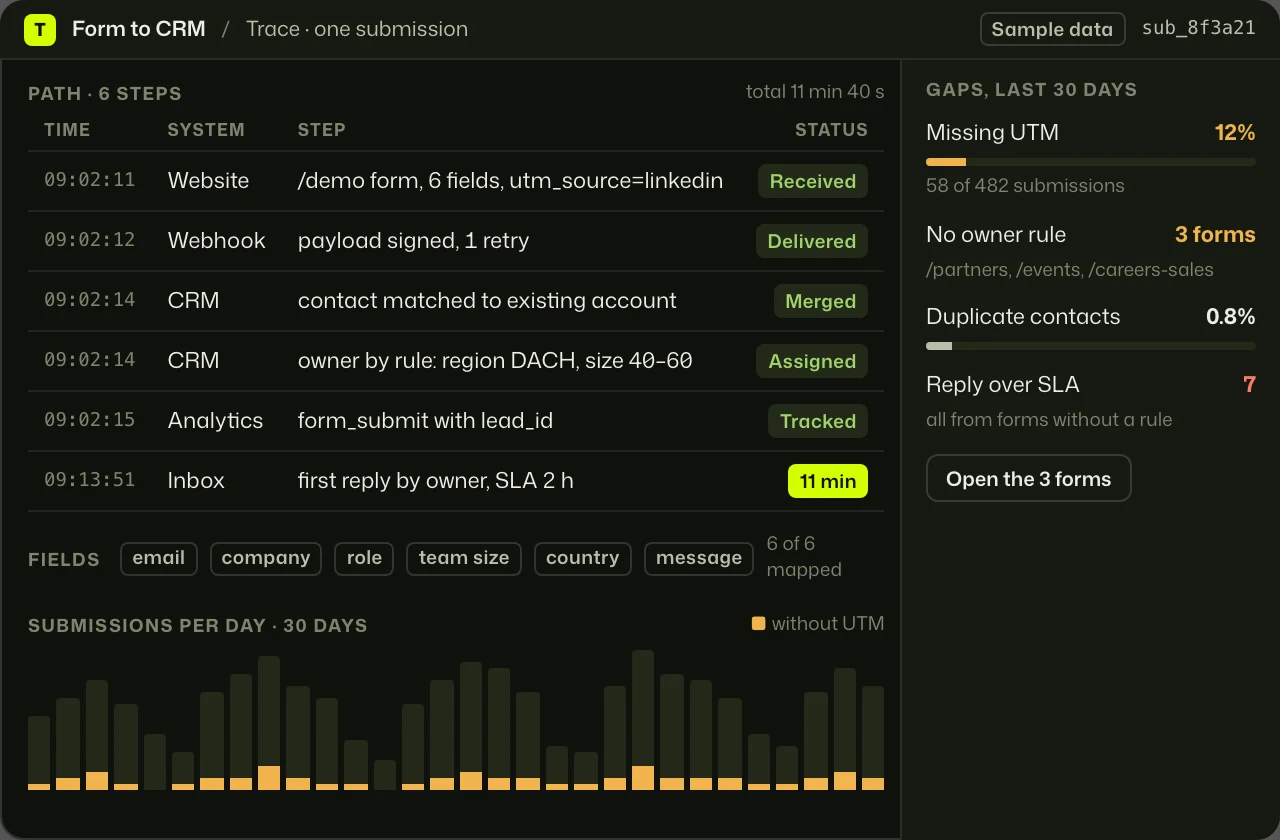 T Form to CRM / Trace · one submission Sample data sub_8f3a21
PATH · 6 STEPS total 11 min 40 s
TIME SYSTEM STEP STATUS
09:02:11 Website /demo form, 6 fields, utm_source=linkedin Received
09:02:12 Webhook payload signed, 1 retry Delivered
09:02:14 CRM contact matched to existing account Merged
09:02:14 CRM owner by rule: region DACH, size 40–60 Assigned
09:02:15 Analytics form_submit with lead_id Tracked
09:13:51 Inbox first reply by owner, SLA 2 h 11 min
FIELDS email company role team size country message 6 of 6
mapped
SUBMISSIONS PER DAY · 30 DAYS without UTM
GAPS, LAST 30 DAYS
Missing UTM 12%
58 of 482 submissions
No owner rule 3 forms
/partners, /events, /careers-sales
Duplicate contacts 0.8%
Reply over SLA 7
all from forms without a rule
Open the 3 forms